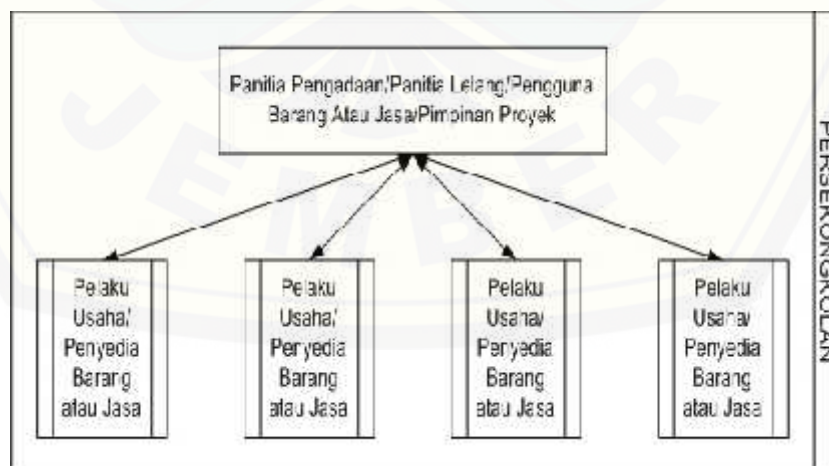 Panitia Pengadaan/Panitia Lelang/Pengguna
Barang Atau Jasa/Pimpinan Proyek
Pelaku
Usaha/
Penyedia
Barang
atau Jasa
Pelaku
Usaha/
Penyedia
Barang
atau Jasa
Pelaku
Usaha/
Penyedia
Barang
atau Jasa
Pelaku
Usaha/
Penyedia
Barang
atau Jasa
PERSEKONGKOLAN
JEMBER